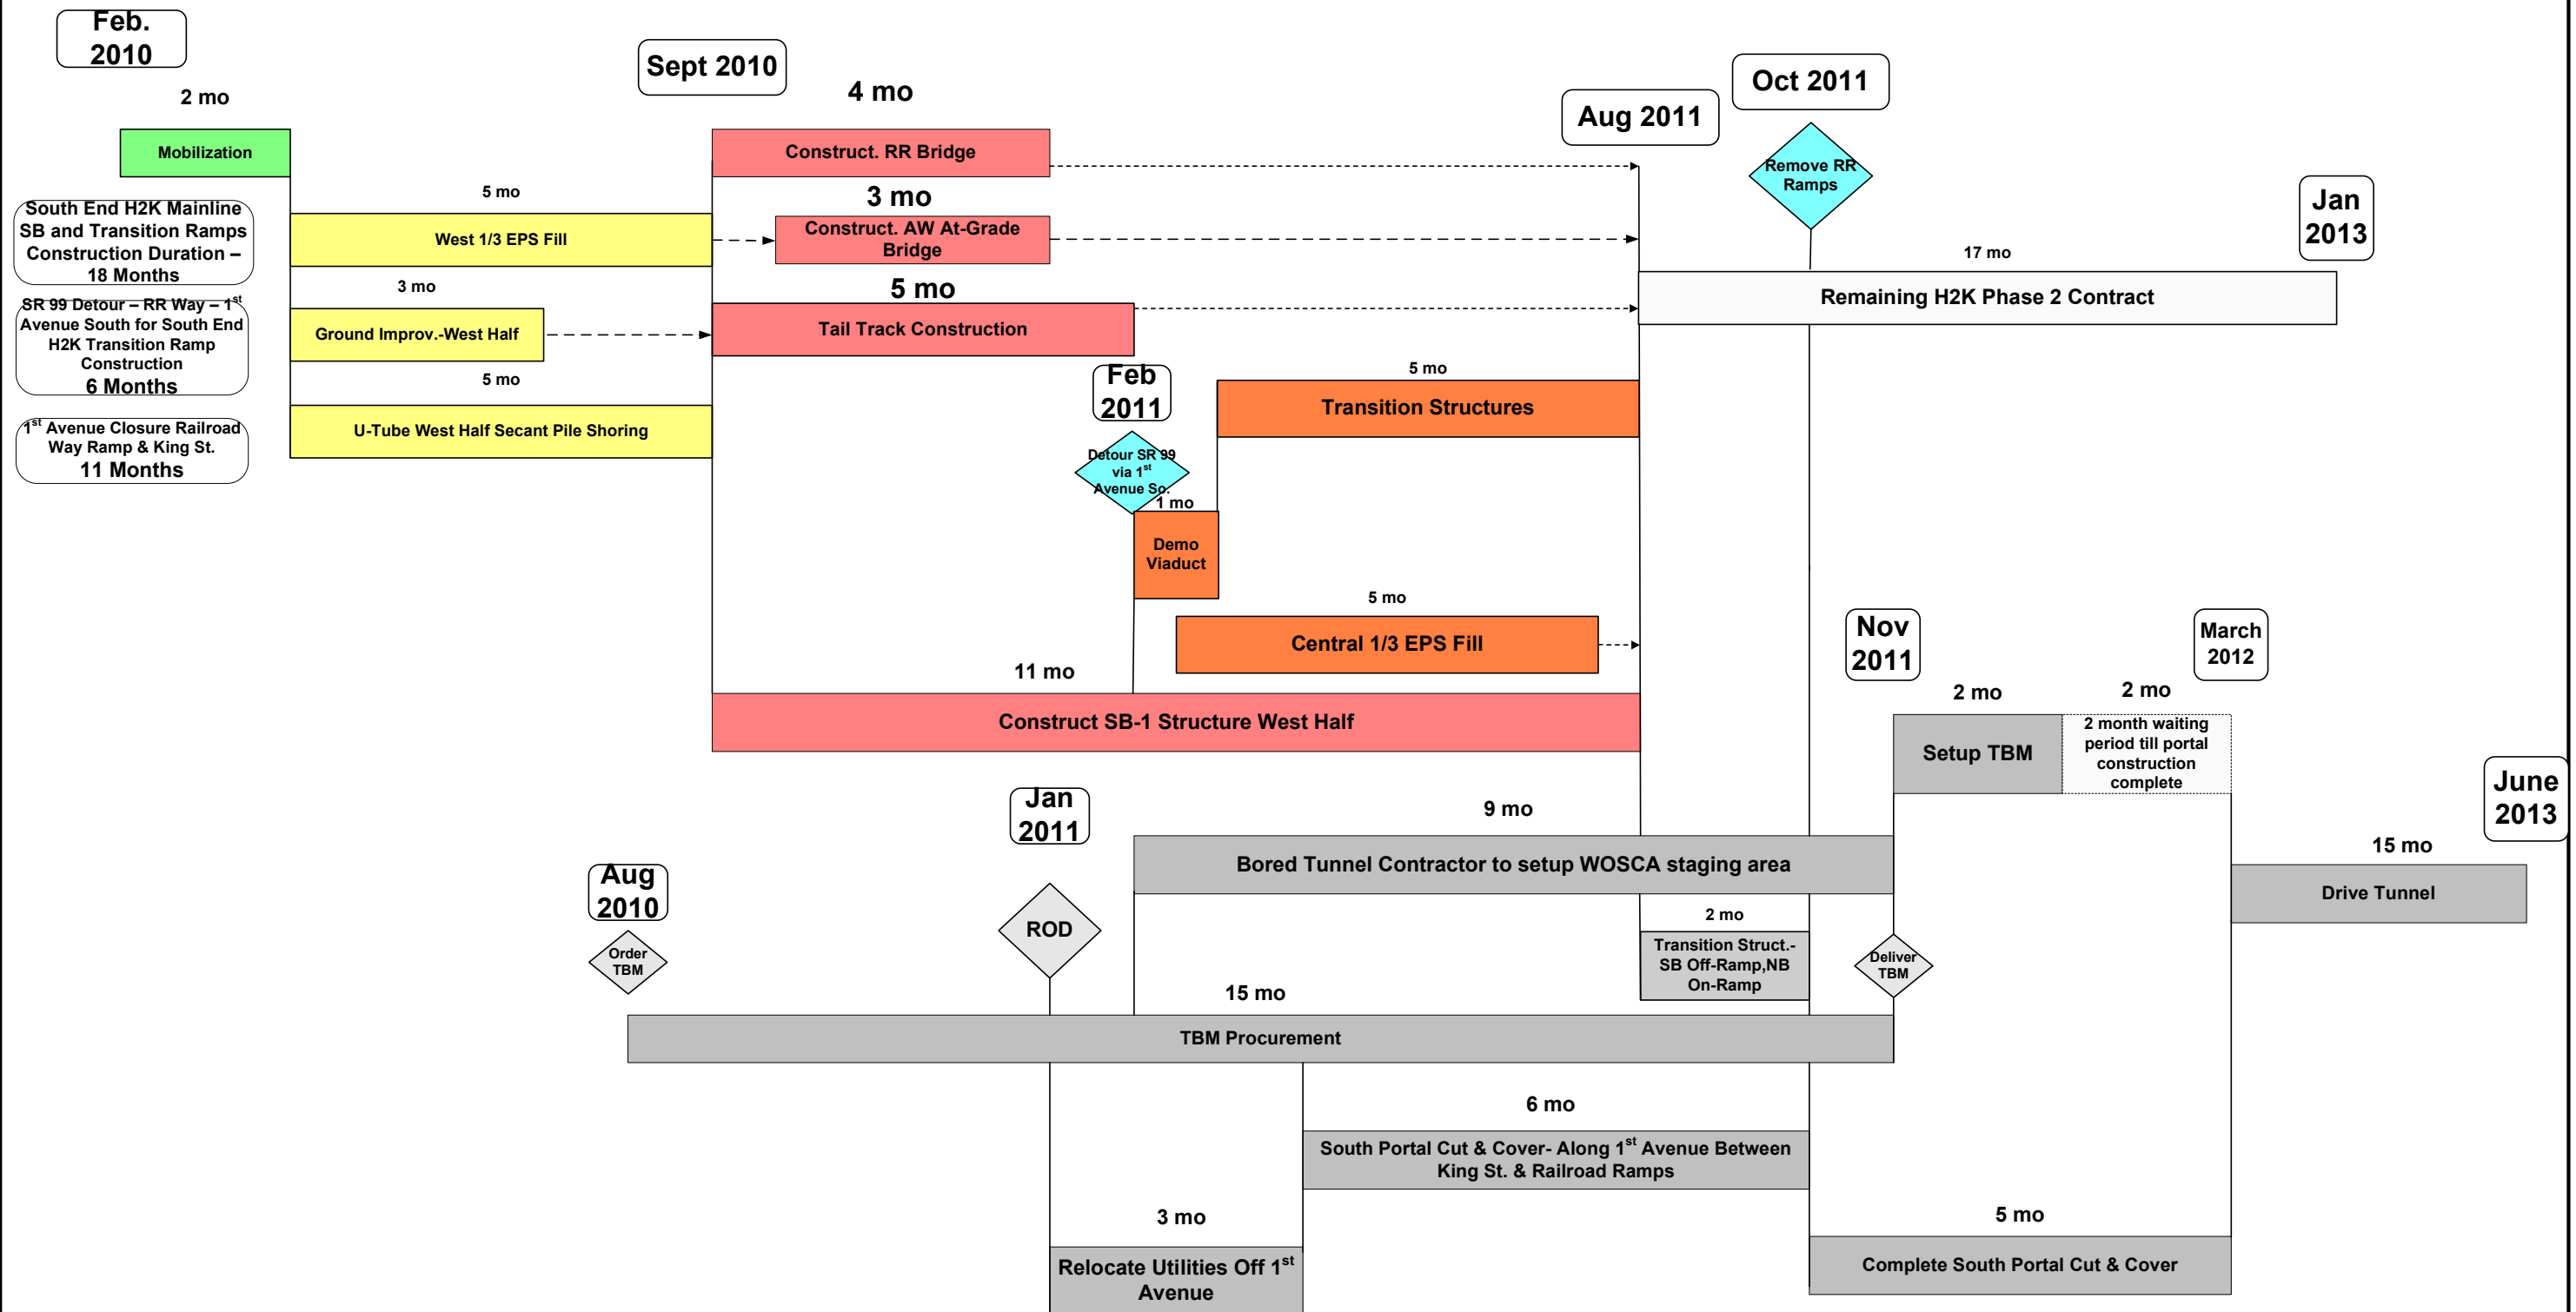 Feb.
2010
2 mo
Mobilization
Sept 2010
4 mo
Construct. RR Bridge
Aug 2011
Oct 2011
Remove RR
Ramps
Jan
2013
South End H2K Mainline
SB and Transition Ramps
Construction Duration –
18 Months
5 mo
West 1/3 EPS Fill
3 mo
Construct. AW At-Grade
Bridge
17 mo
Remaining H2K Phase 2 Contract
SR 99 Detour – RR Way – 1st
Avenue South for South End
H2K Transition Ramp
Construction
6 Months
3 mo
Ground Improv.-West Half
5 mo
Tail Track Construction
5 mo
U-Tube West Half Secant Pile Shoring
1st Avenue Closure Railroad
Way Ramp & King St.
11 Months
Feb
2011
5 mo
Transition Structures
Detour SR 99
via 1st
Avenue So.
1 mo
Demo
Viaduct
5 mo
Central 1/3 EPS Fill
11 mo
Construct SB-1 Structure West Half
Nov
2011
March
2012
2 mo
Setup TBM
2 mo
2 month waiting
period till portal
construction
complete
June
2013
Jan
2011
9 mo
Bored Tunnel Contractor to setup WOSCA staging area
15 mo
Drive Tunnel
Aug
2010
Order
TBM
ROD
2 mo
Transition Struct.-
SB Off-Ramp,NB
On-Ramp
Deliver
TBM
15 mo
TBM Procurement
6 mo
South Portal Cut & Cover- Along 1st Avenue Between
King St. & Railroad Ramps
3 mo
Relocate Utilities Off 1st
Avenue
5 mo
Complete South Portal Cut & Cover